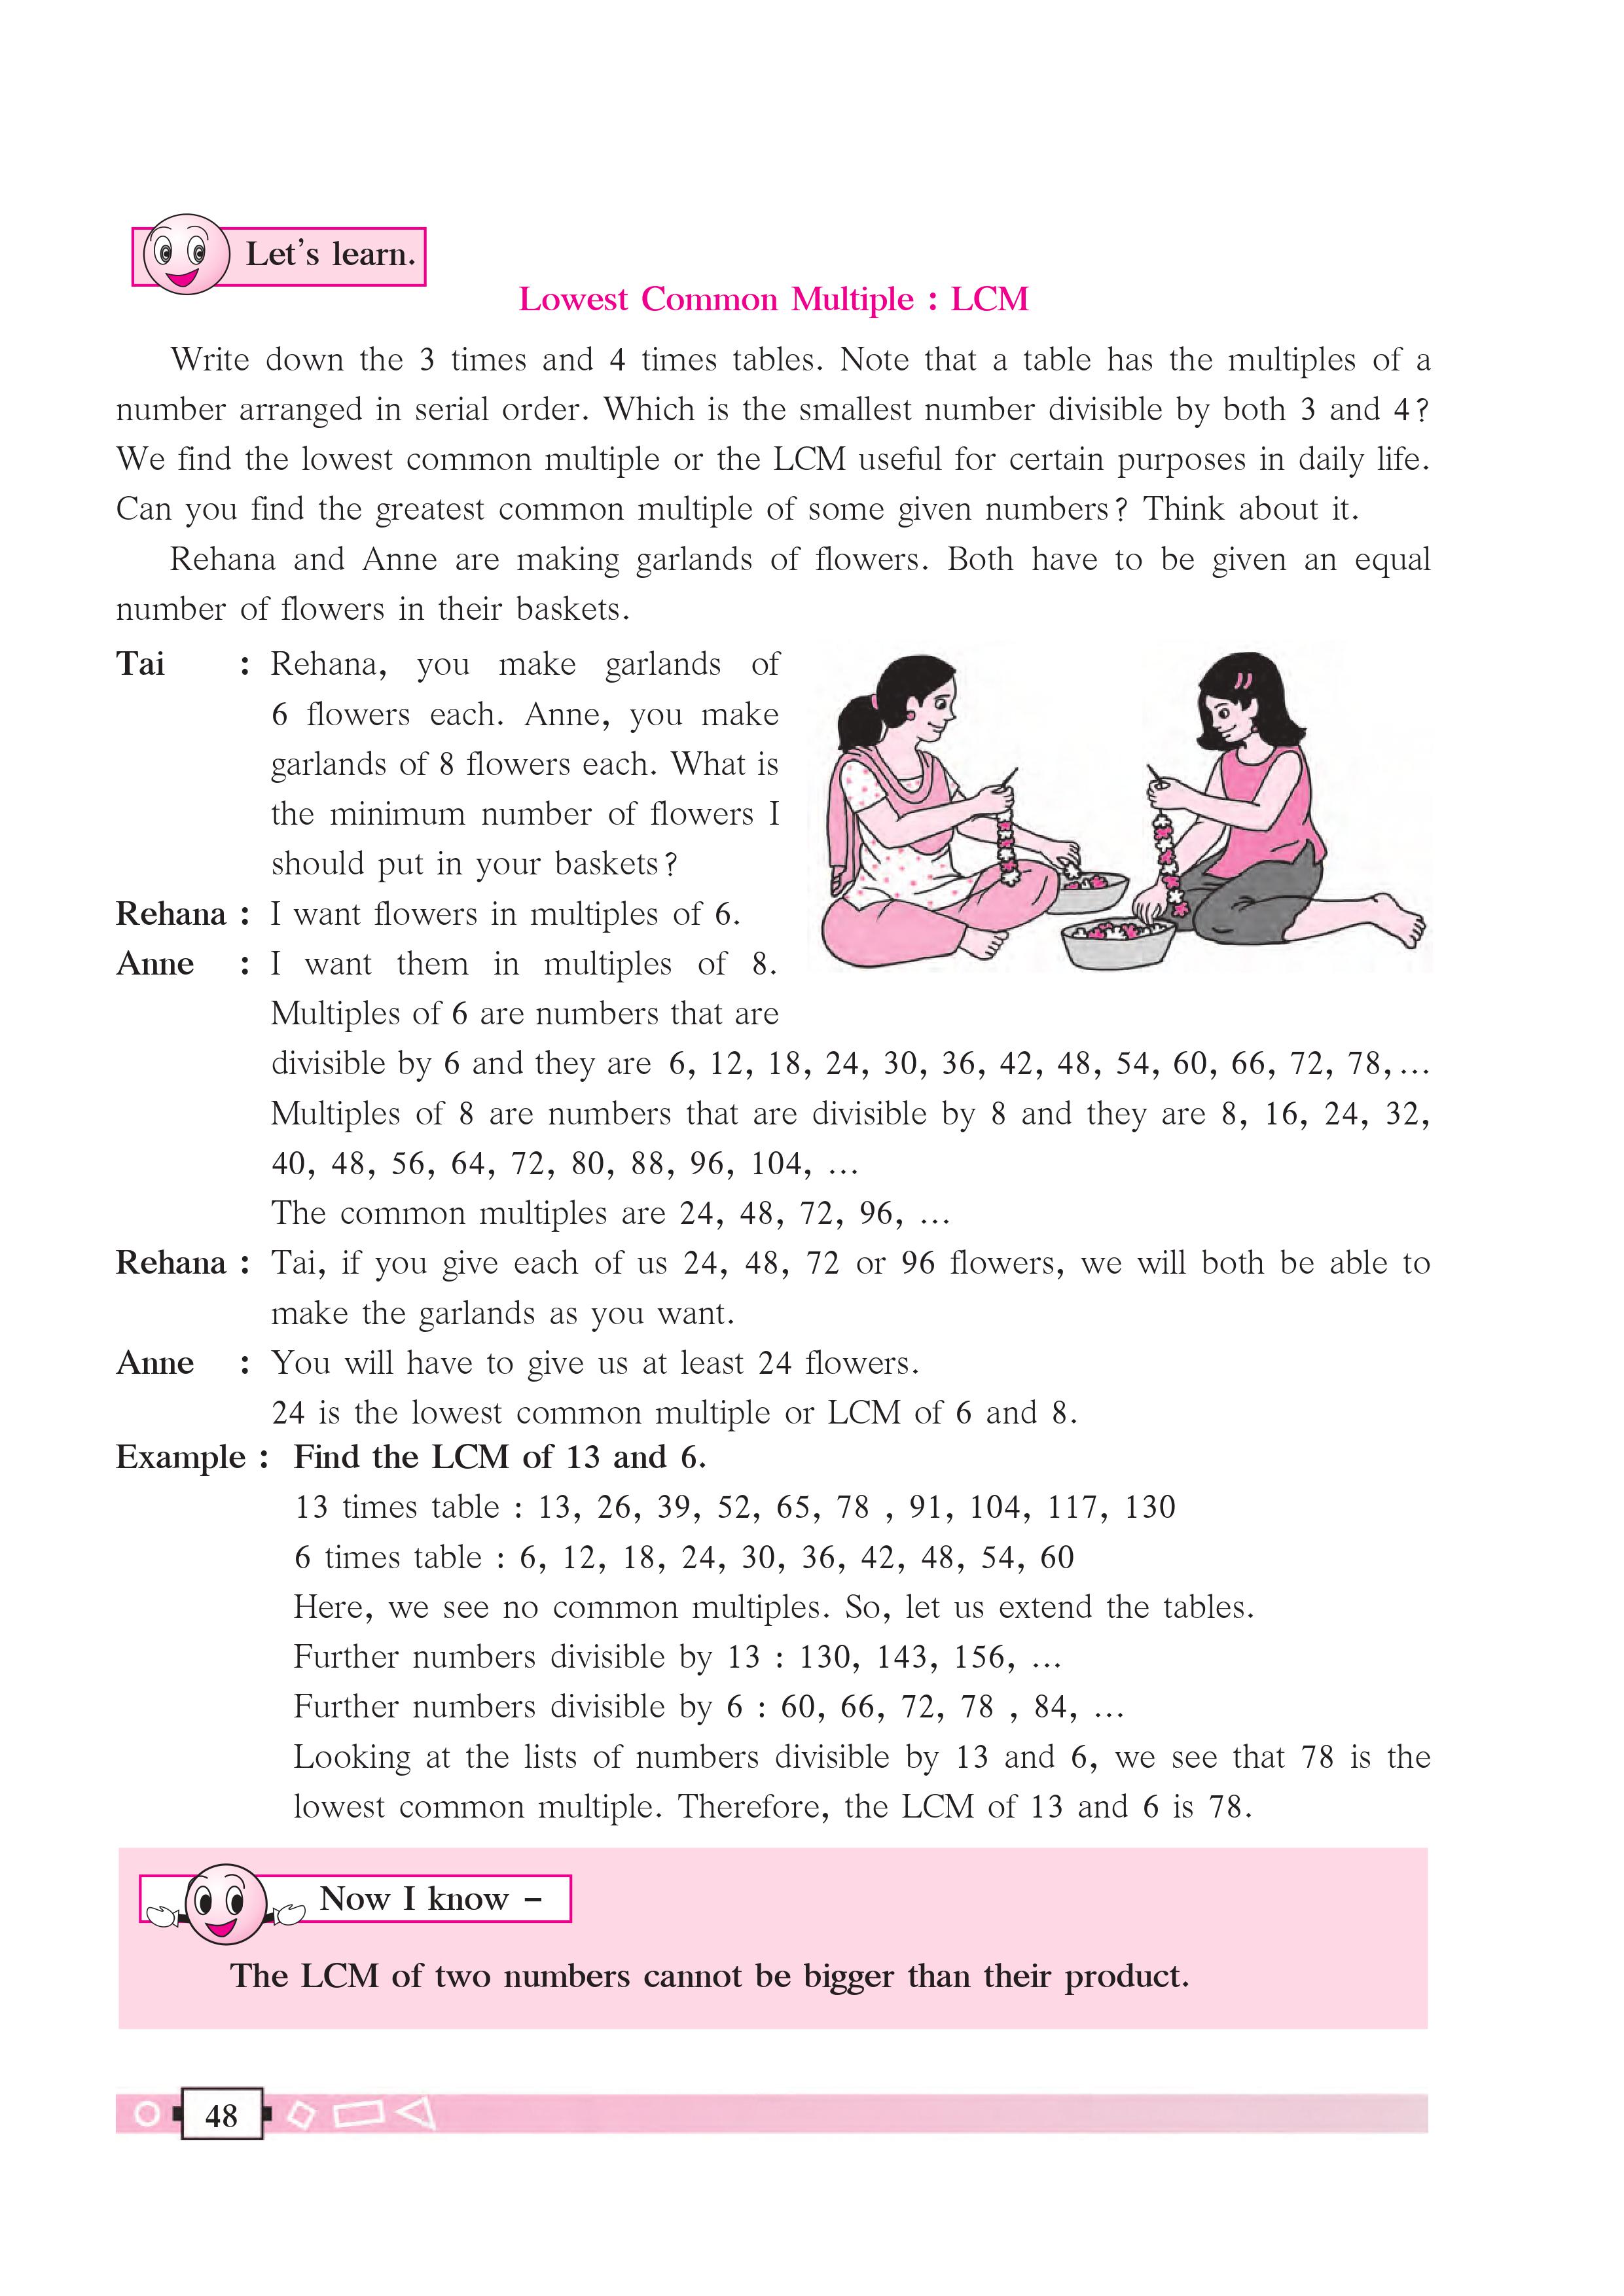 Let’s learn.
Lowest Common Multiple : LCM
Write down the 3 times and 4 times tables. Note that a table has the multiples of a
number arranged in serial order. Which is the smallest number divisible by both 3 and 4?
We find the lowest common multiple or the LCM useful for certain purposes in daily life.
Can you find the greatest common multiple of some given numbers? Think about it.
Rehana and Anne are making garlands of flowers. Both have to be given an equal
number of flowers in their baskets.
Tai : Rehana, you make garlands of
6 flowers each. Anne, you make
garlands of 8 flowers each. What is
the minimum number of flowers I
should put in your baskets?
Rehana : I want flowers in multiples of 6.
Anne : I want them in multiples of 8.
Multiples of 6 are numbers that are
divisible by 6 and they are 6, 12, 18, 24, 30, 36, 42, 48, 54, 60, 66, 72, 78, ...
Multiples of 8 are numbers that are divisible by 8 and they are 8, 16, 24, 32,
40, 48, 56, 64, 72, 80, 88, 96, 104, ...
The common multiples are 24, 48, 72, 96, ...
Rehana : Tai, if you give each of us 24, 48, 72 or 96 flowers, we will both be able to
make the garlands as you want.
Anne : You will have to give us at least 24 flowers.
24 is the lowest common multiple or LCM of 6 and 8.
Example : Find the LCM of 13 and 6.
13 times table : 13, 26, 39, 52, 65, 78 , 91, 104, 117, 130
6 times table : 6, 12, 18, 24, 30, 36, 42, 48, 54, 60
Here, we see no common multiples. So, let us extend the tables.
Further numbers divisible by 13 : 130, 143, 156, ...
Further numbers divisible by 6 : 60, 66, 72, 78 , 84, ...
Looking at the lists of numbers divisible by 13 and 6, we see that 78 is the
lowest common multiple. Therefore, the LCM of 13 and 6 is 78.
Now I know –
The LCM of two numbers cannot be bigger than their product.
48